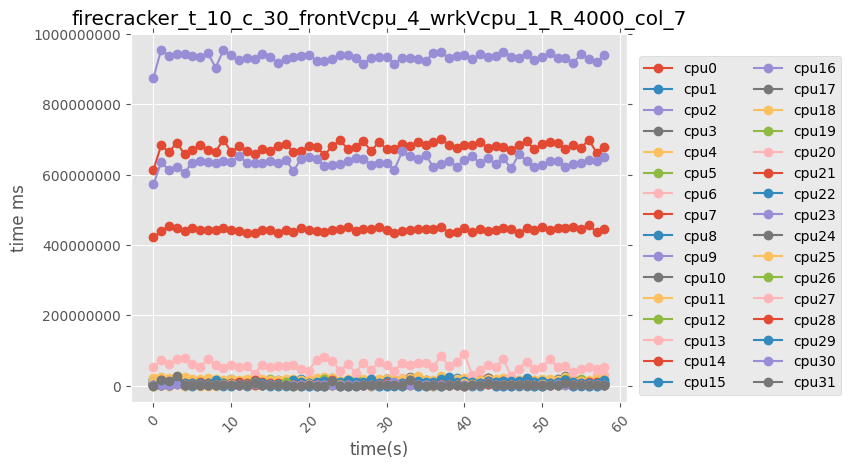 firecracker_t_10_c_30_frontVcpu_4_wrkVcpu_1_R_4000_col_7
1000000000
800000000
600000000
400000000
200000000
0
time ms
0
10
20
30
40
50
60
time(s)
cpu0
cpu1
cpu2
cpu3
cpu4
cpu5
cpu6
cpu7
cpu8
cpu9
cpu10
cpu11
cpu12
cpu13
cpu14
cpu15
cpu16
cpu17
cpu18
cpu19
cpu20
cpu21
cpu22
cpu23
cpu24
cpu25
cpu26
cpu27
cpu28
cpu29
cpu30
cpu31